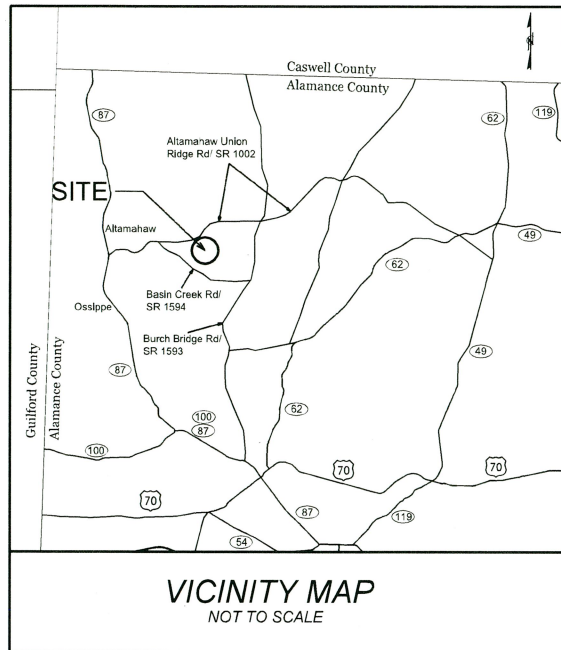 Caswell County
Alamance County
87
62
119
Altamahaw Union
Ridge Rd/ SR 1002
SITE
Altamahaw
49
62
Basin Creek Rd/
SR 1594
Ossippe
Burch Bridge Rd/
SR 1593
Guilford County
Alamance County
87
49
62
100
87
100
70
70
70
87
119
54
VICINITY MAP
NOT TO SCALE